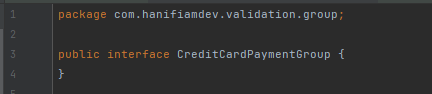 1 package com.hanifiamdev.validation.group;
2
3 public interface CreditCardPaymentGroup {
4 }